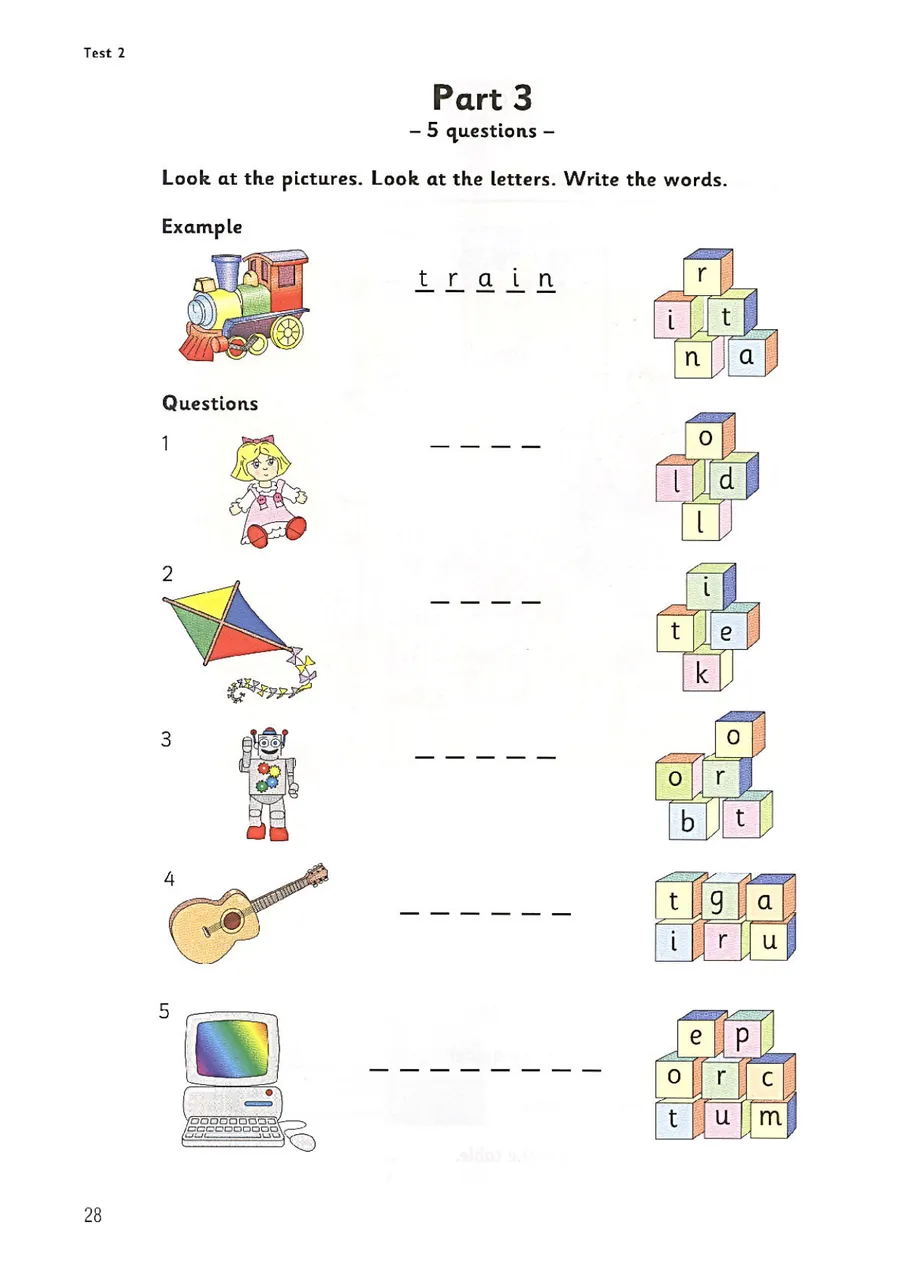 Test 2
Part 3
– 5 questions –
Look at the pictures. Look at the letters. Write the words.
Example
t r a i n
r
i t
n a
Questions
1
o
l d
l
2
i
t e
k
3
o
o r
b t
4
t g a
i r u
5
e p
o r c
t u m
28